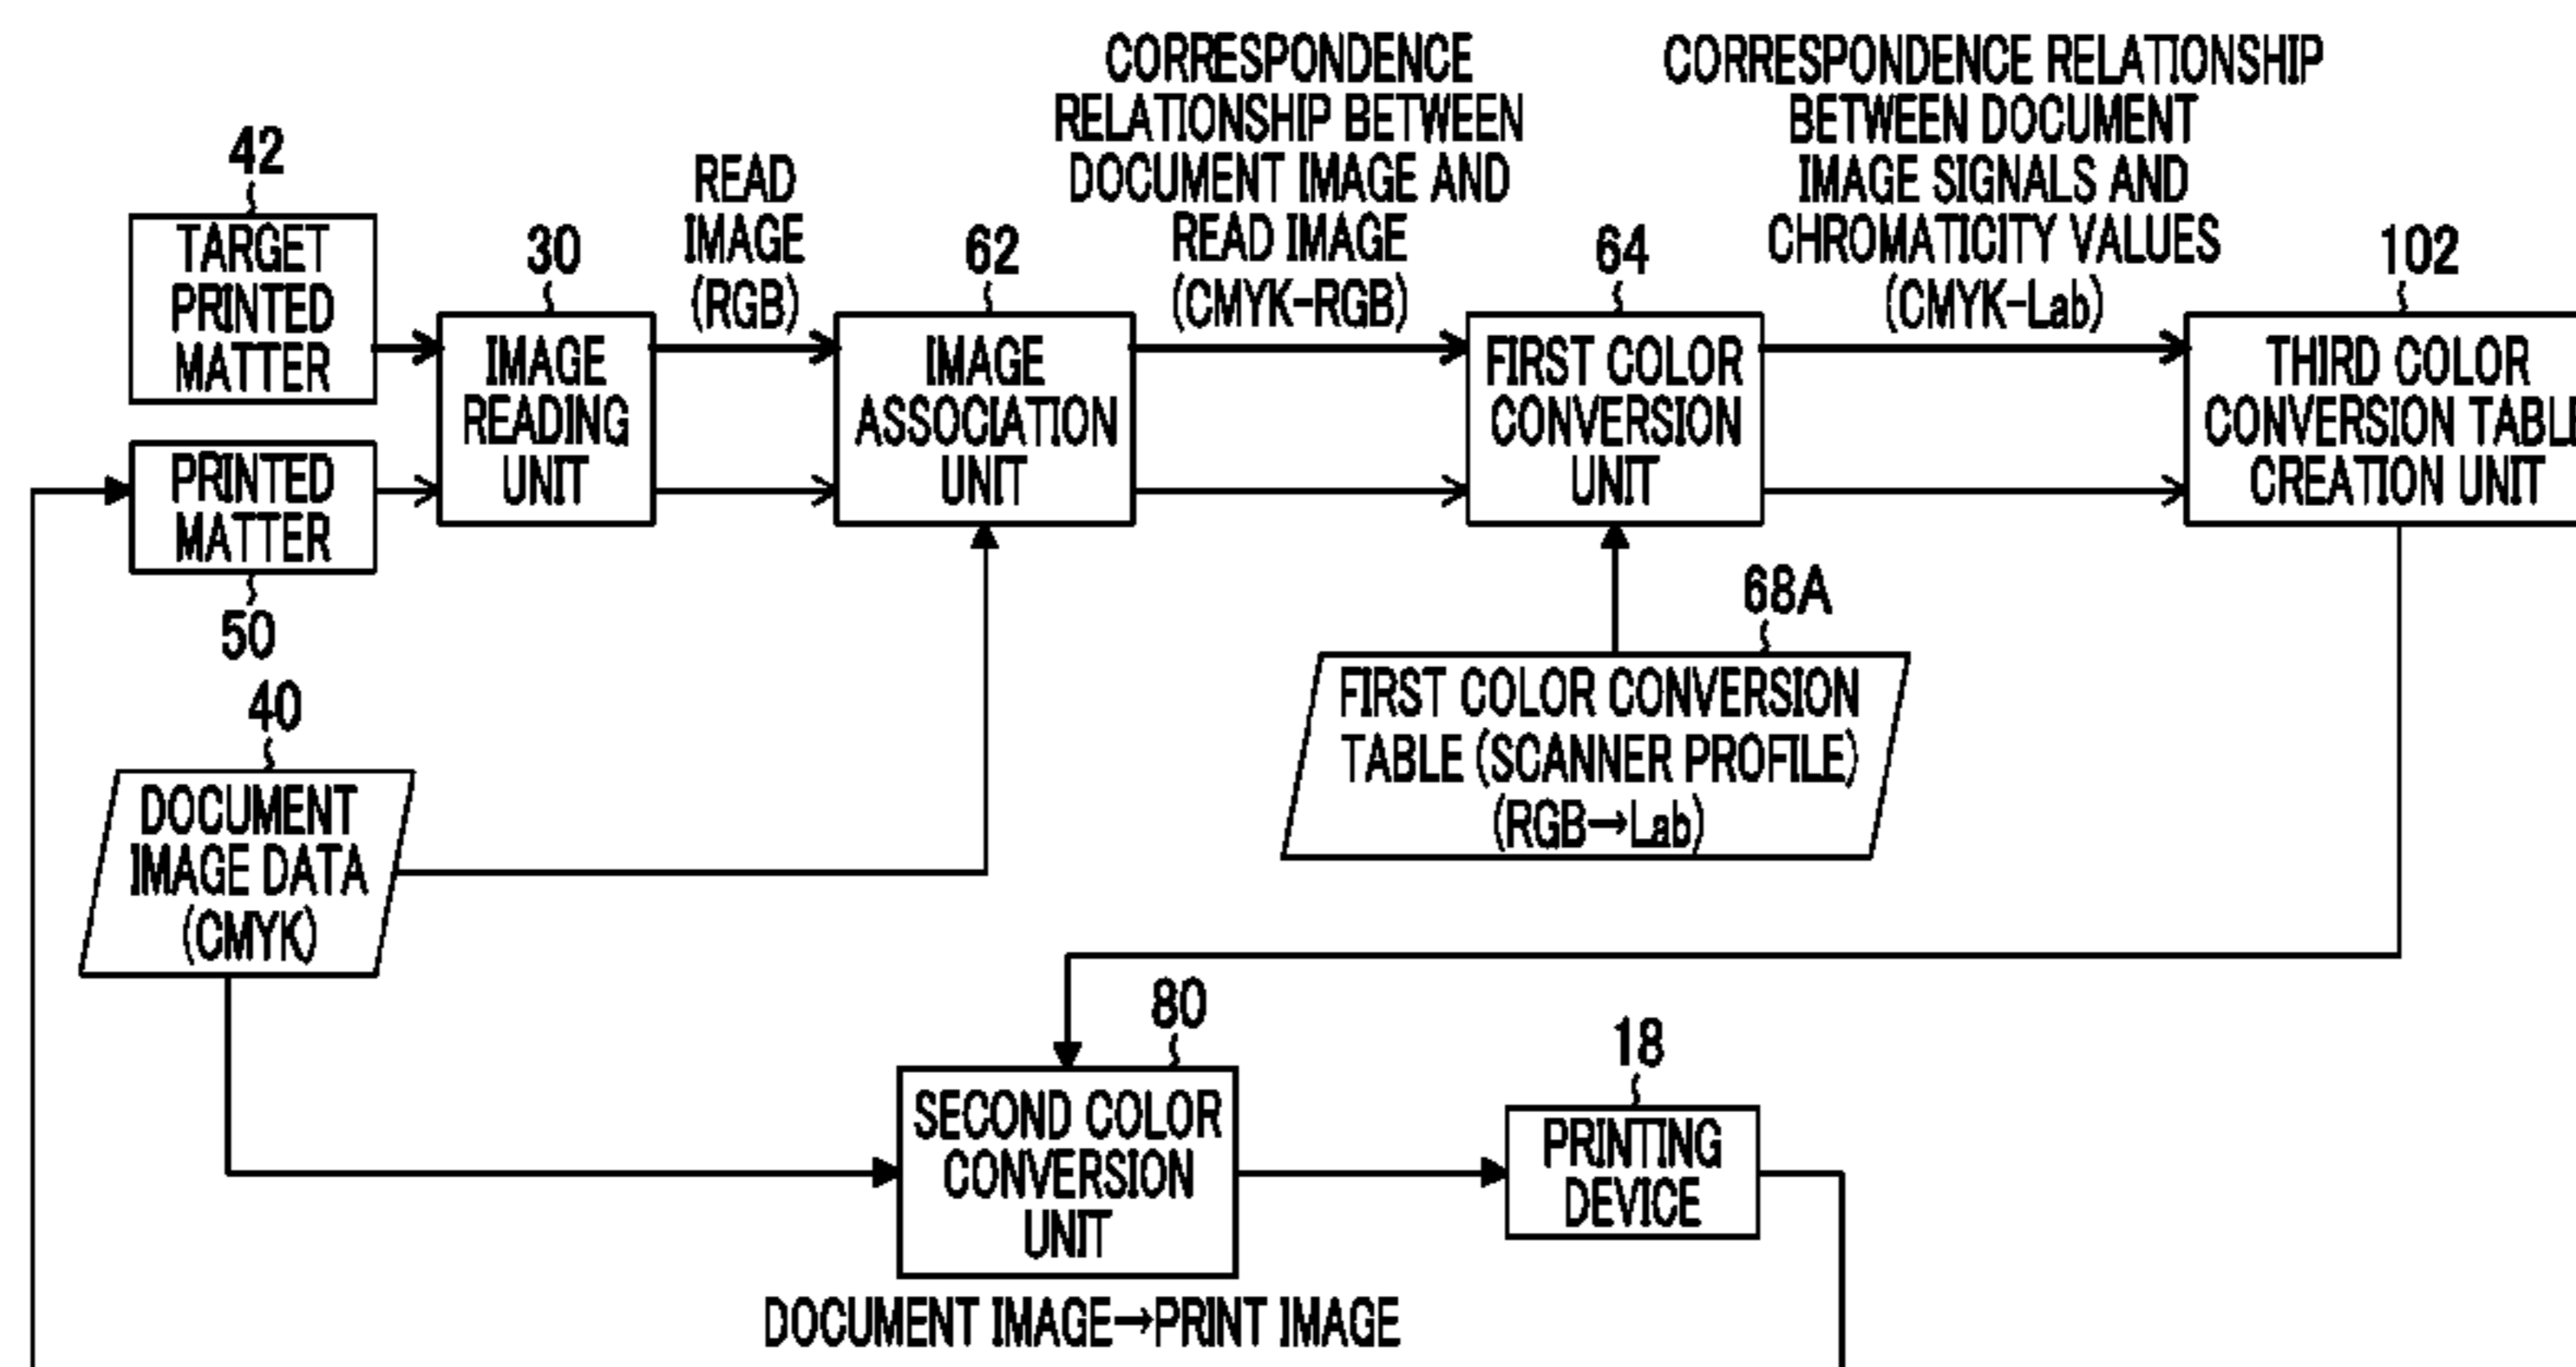 42
TARGET
PRINTED
MATTER
30
IMAGE
READING
UNIT
READ
IMAGE
(RGB)
62
IMAGE
ASSOCIATION
UNIT
CORRESPONDENCE
RELATIONSHIP BETWEEN
DOCUMENT IMAGE AND
READ IMAGE
(CMYK-RGB)
64
FIRST COLOR
CONVERSION
UNIT
CORRESPONDENCE RELATIONSHIP
BETWEEN DOCUMENT
IMAGE SIGNALS AND
CHROMATICITY VALUES
(CMYK-Lab)
102
THIRD COLOR
CONVERSION TABLE
CREATION UNIT
PRINTED
MATTER
50
68A
FIRST COLOR CONVERSION
TABLE (SCANNER PROFILE)
(RGB→Lab)
40
DOCUMENT
IMAGE DATA
(CMYK)
80
SECOND COLOR
CONVERSION
UNIT
DOCUMENT IMAGE→PRINT IMAGE
18
PRINTING
DEVICE